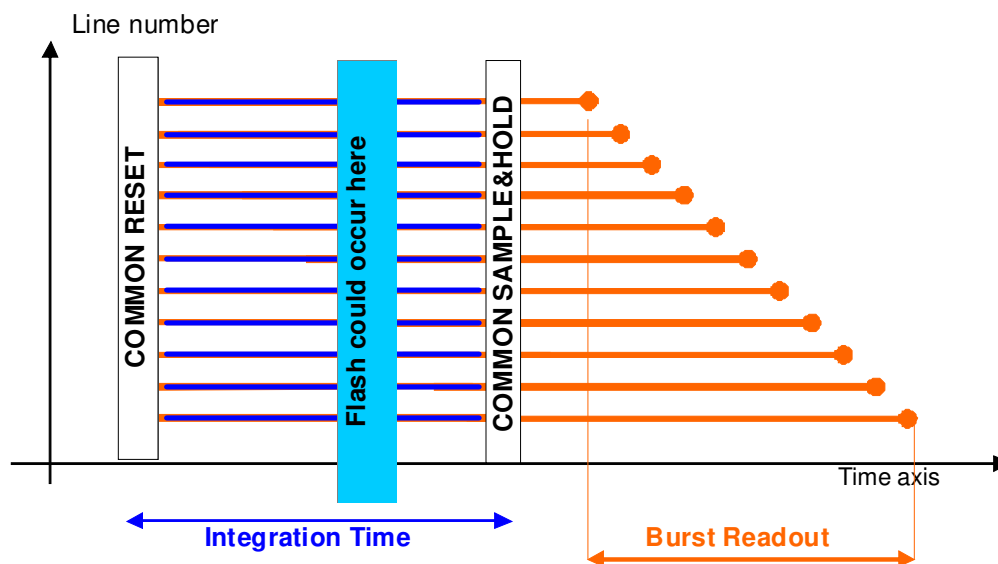 Line number
COMMON RESET
Flash could occur here
COMMON SAMPLE&HOLD
Time axis
Integration Time
Burst Readout